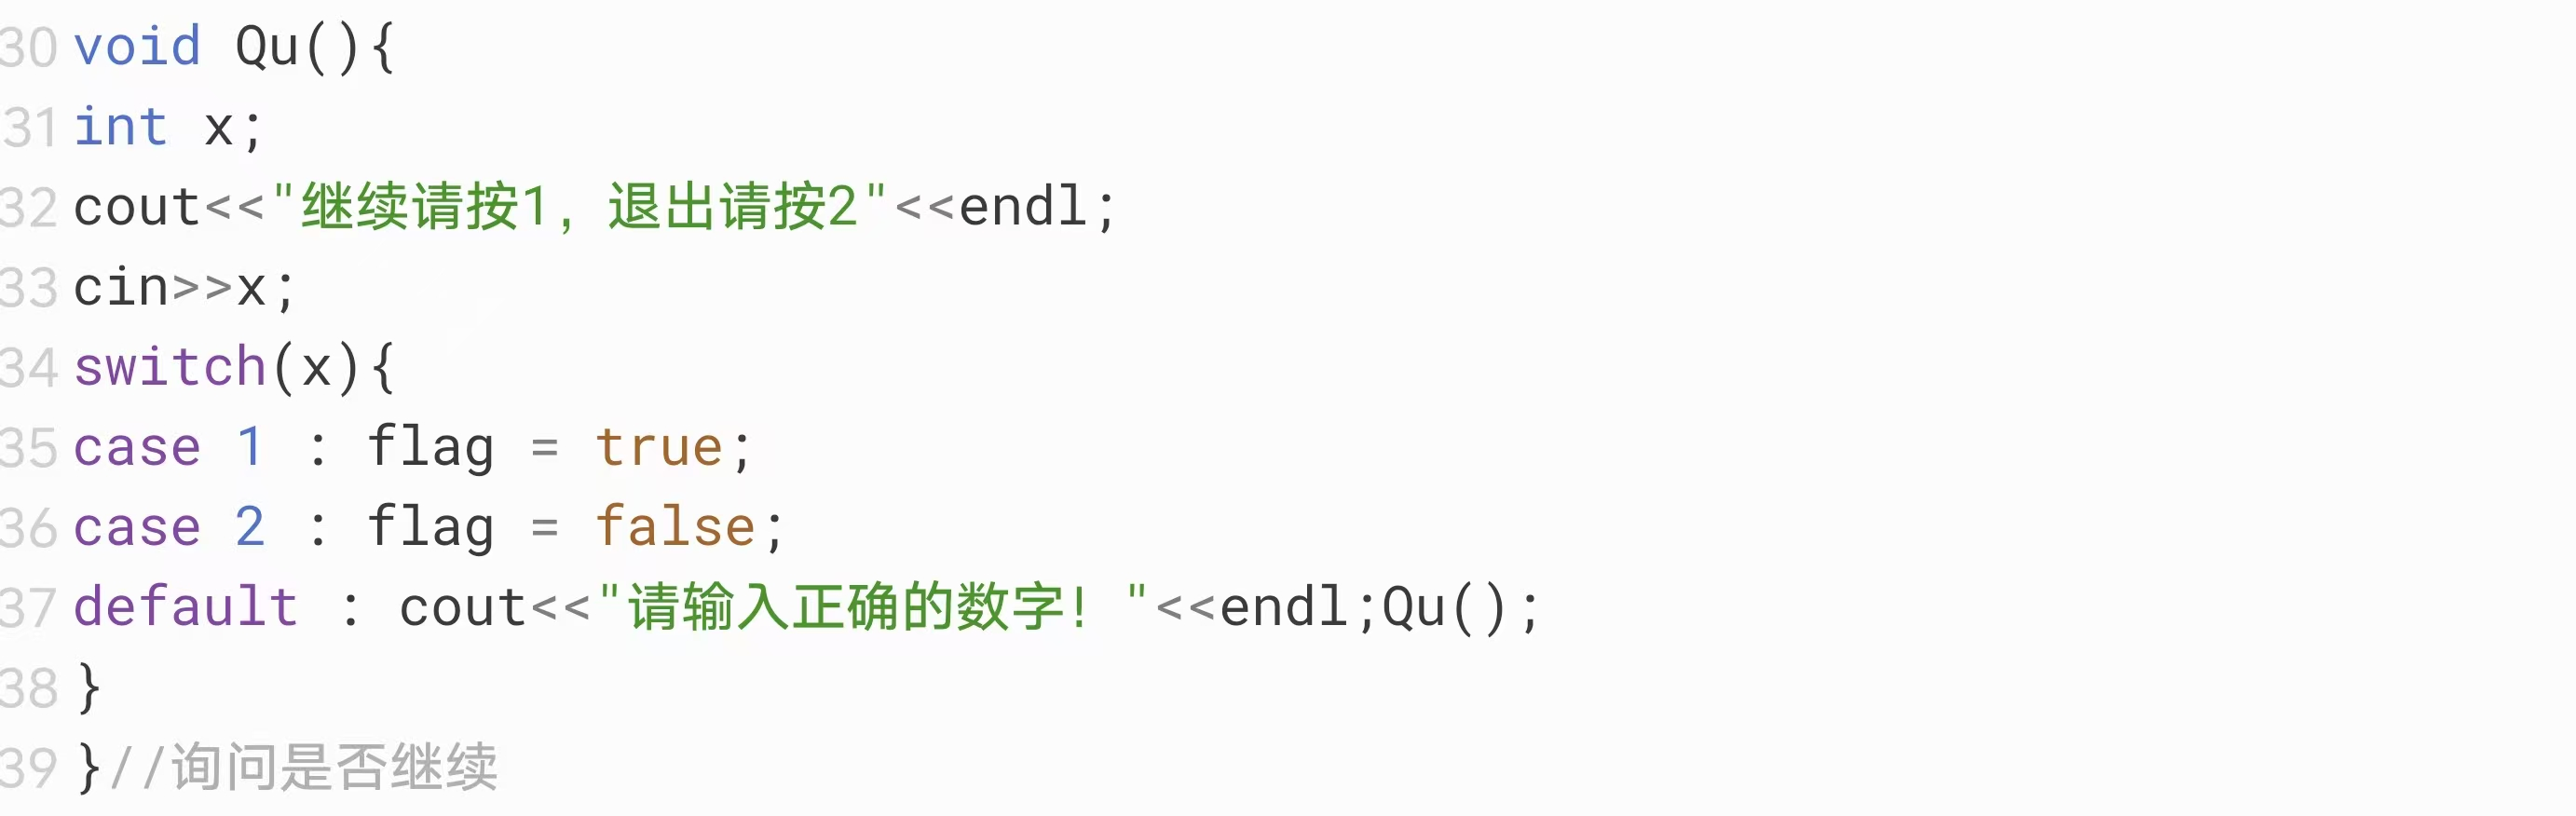 30 void Qu(){
31 int x;
32 cout<<"继续请按1，退出请按2"<<endl;
33 cin>>x;
34 switch(x){
35 case 1 : flag = true;
36 case 2 : flag = false;
37 default : cout<<"请输入正确的数字！"<<endl;Qu();
38 }
39 }//询问是否继续